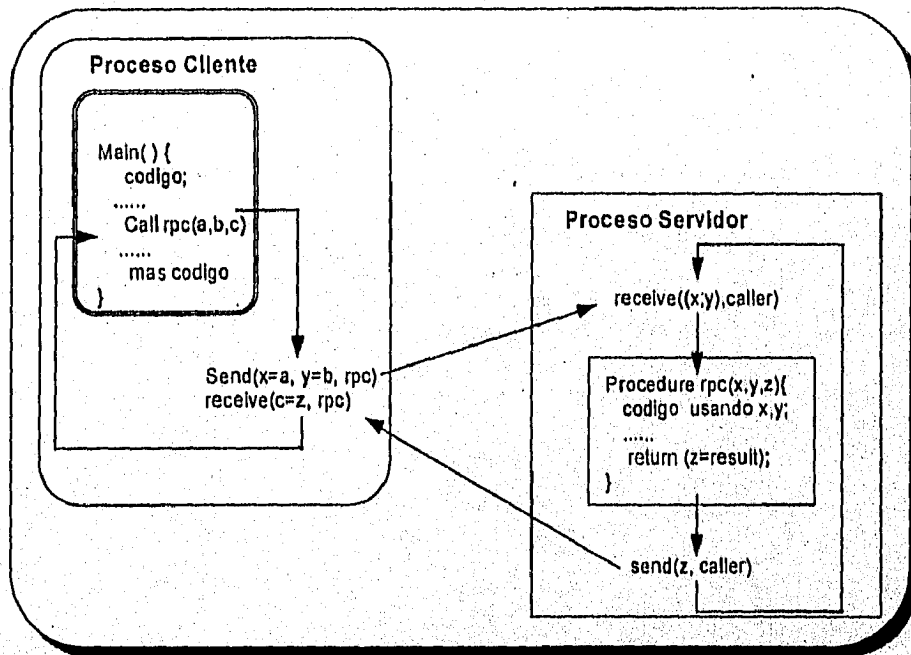 Proceso Cliente
Main( ) {
codigo;
......
Call rpc(a,b,c)
......
mas codigo
}
Send(x=a, y=b, rpc)
receive(c=z, rpc)
Proceso Servidor
receive((x,y),caller)
Procedure rpc(x,y,z){
codigo usando x,y;
......
return (z=result);
}
send(z, caller)